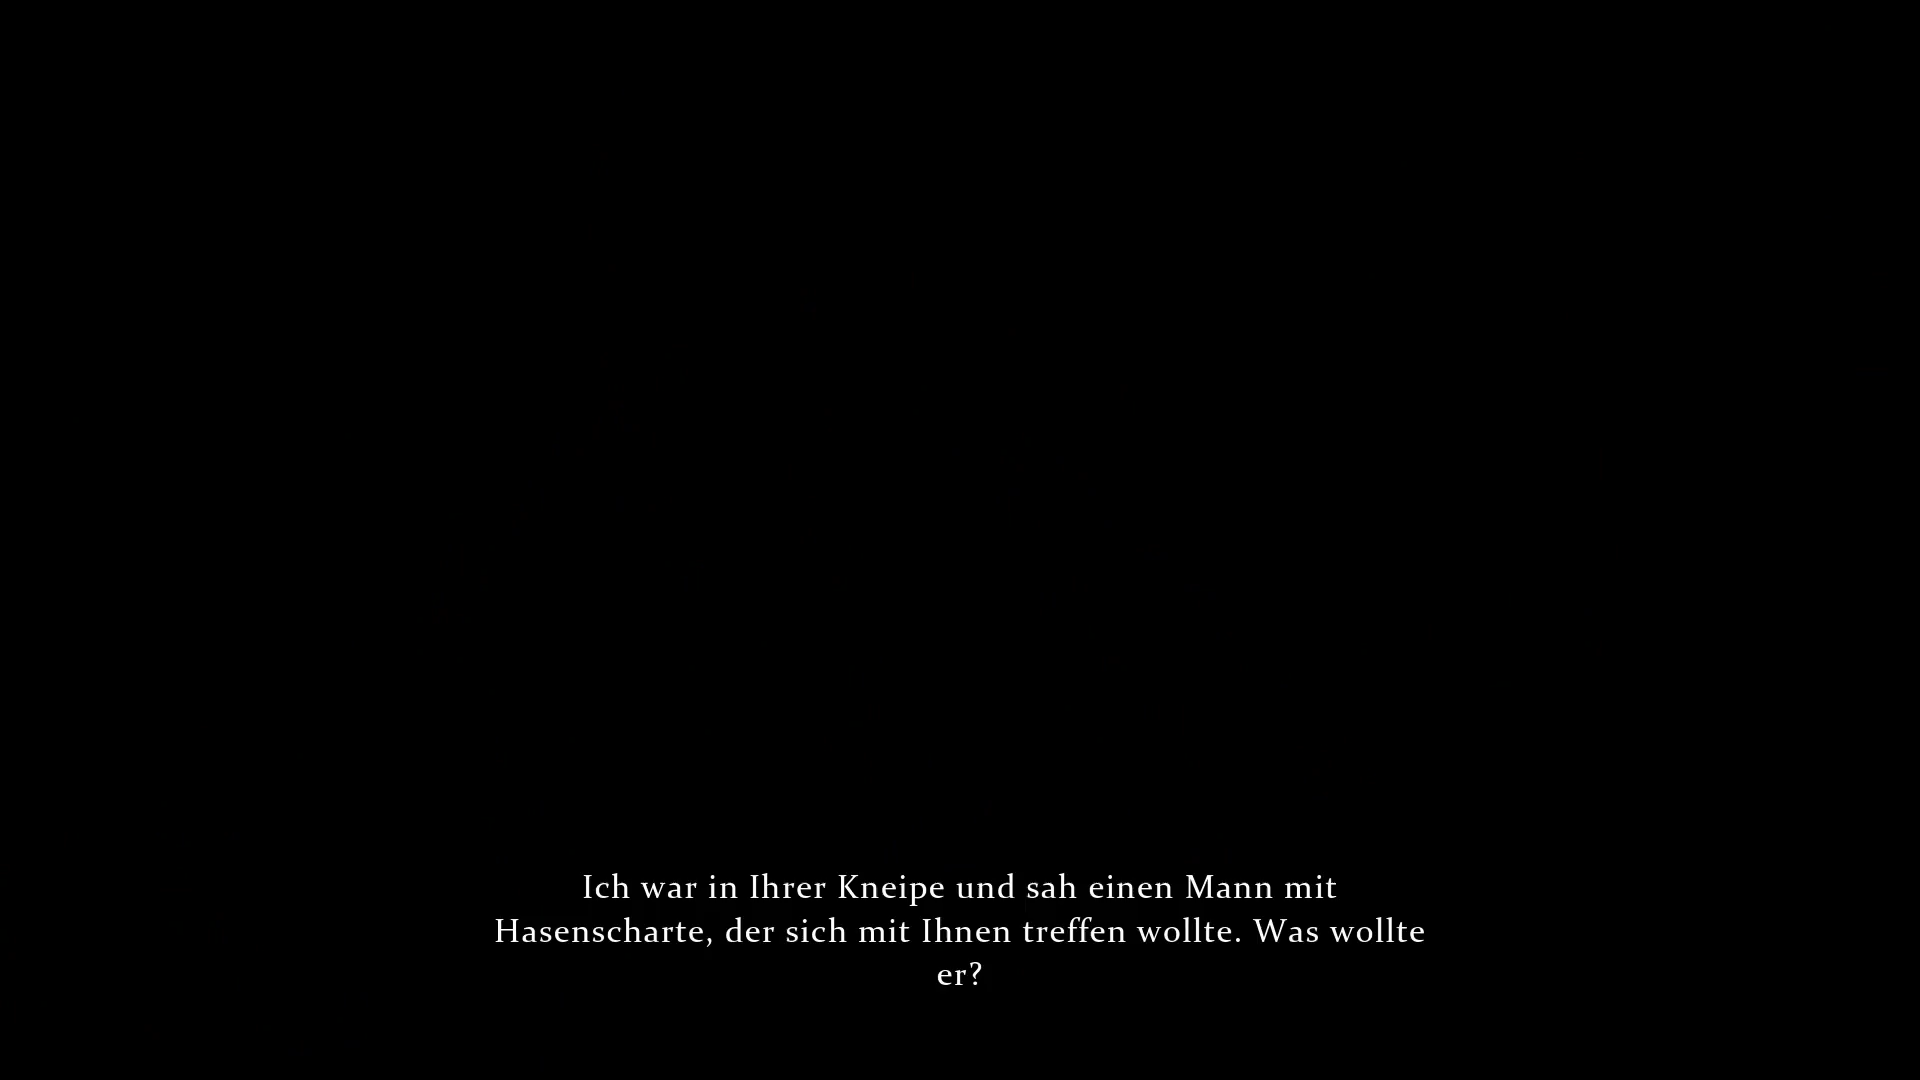 Ich war in Ihrer Kneipe und sah einen Mann mit
Hasenscharte, der sich mit Ihnen treffen wollte. Was wollte
er?